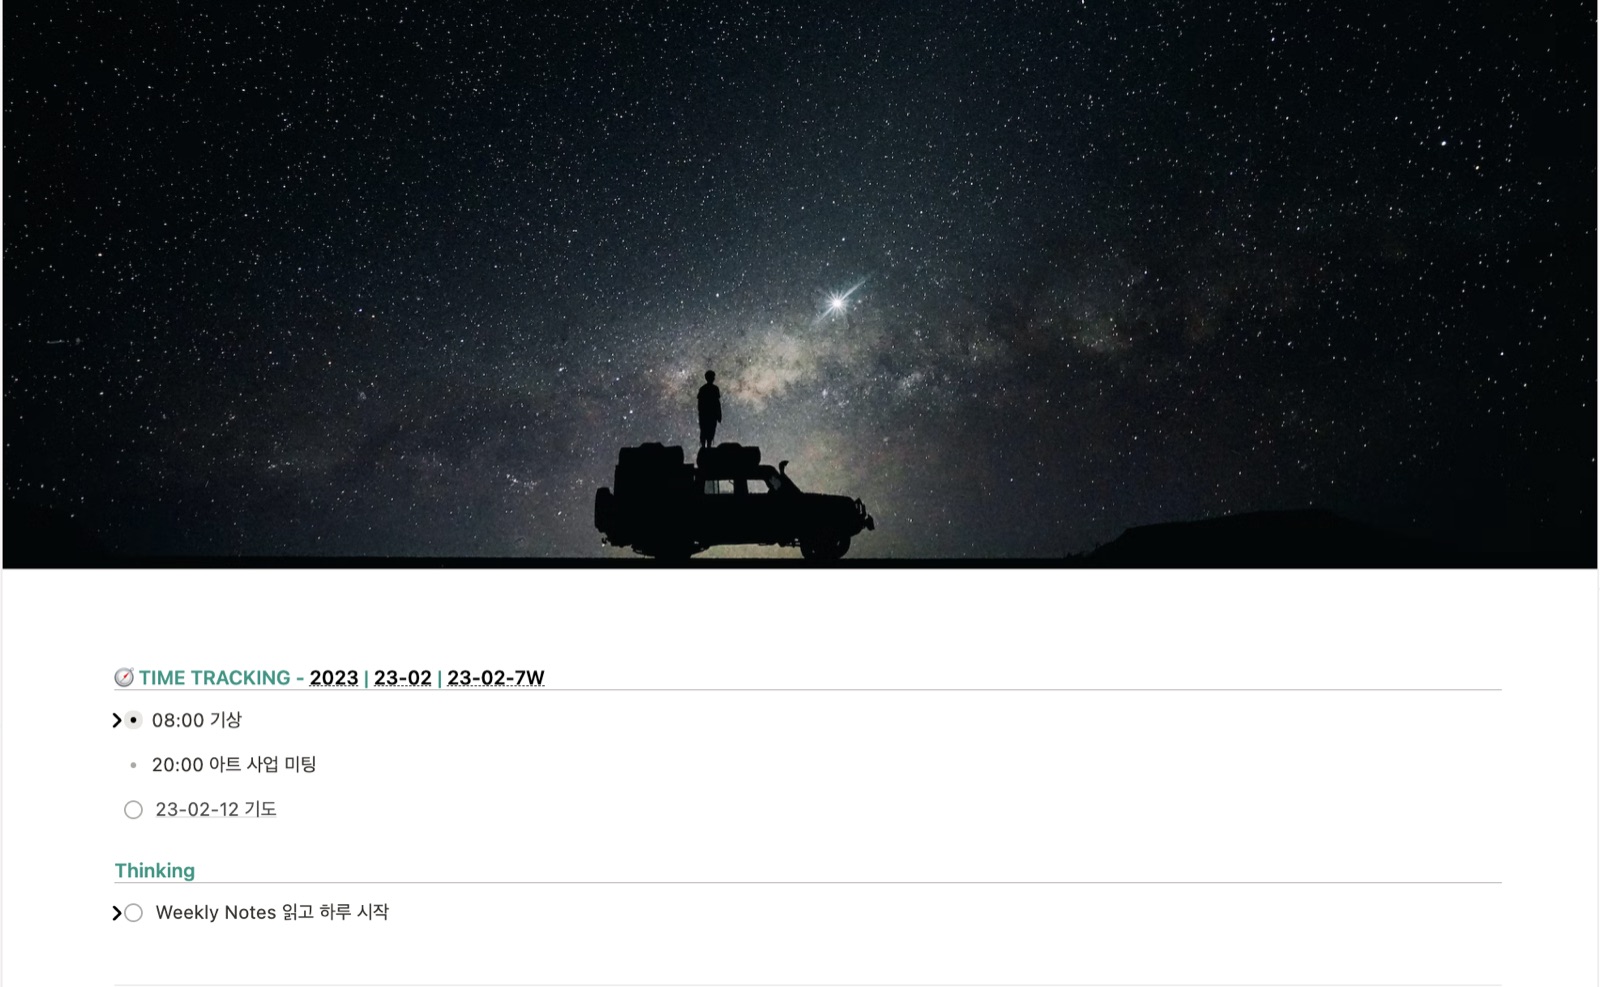 🧭 TIME TRACKING - 2023 | 23-02 | 23-02-7W
08:00 기상
20:00 아트 사업 미팅
23-02-12 기도
Thinking
Weekly Notes 읽고 하루 시작